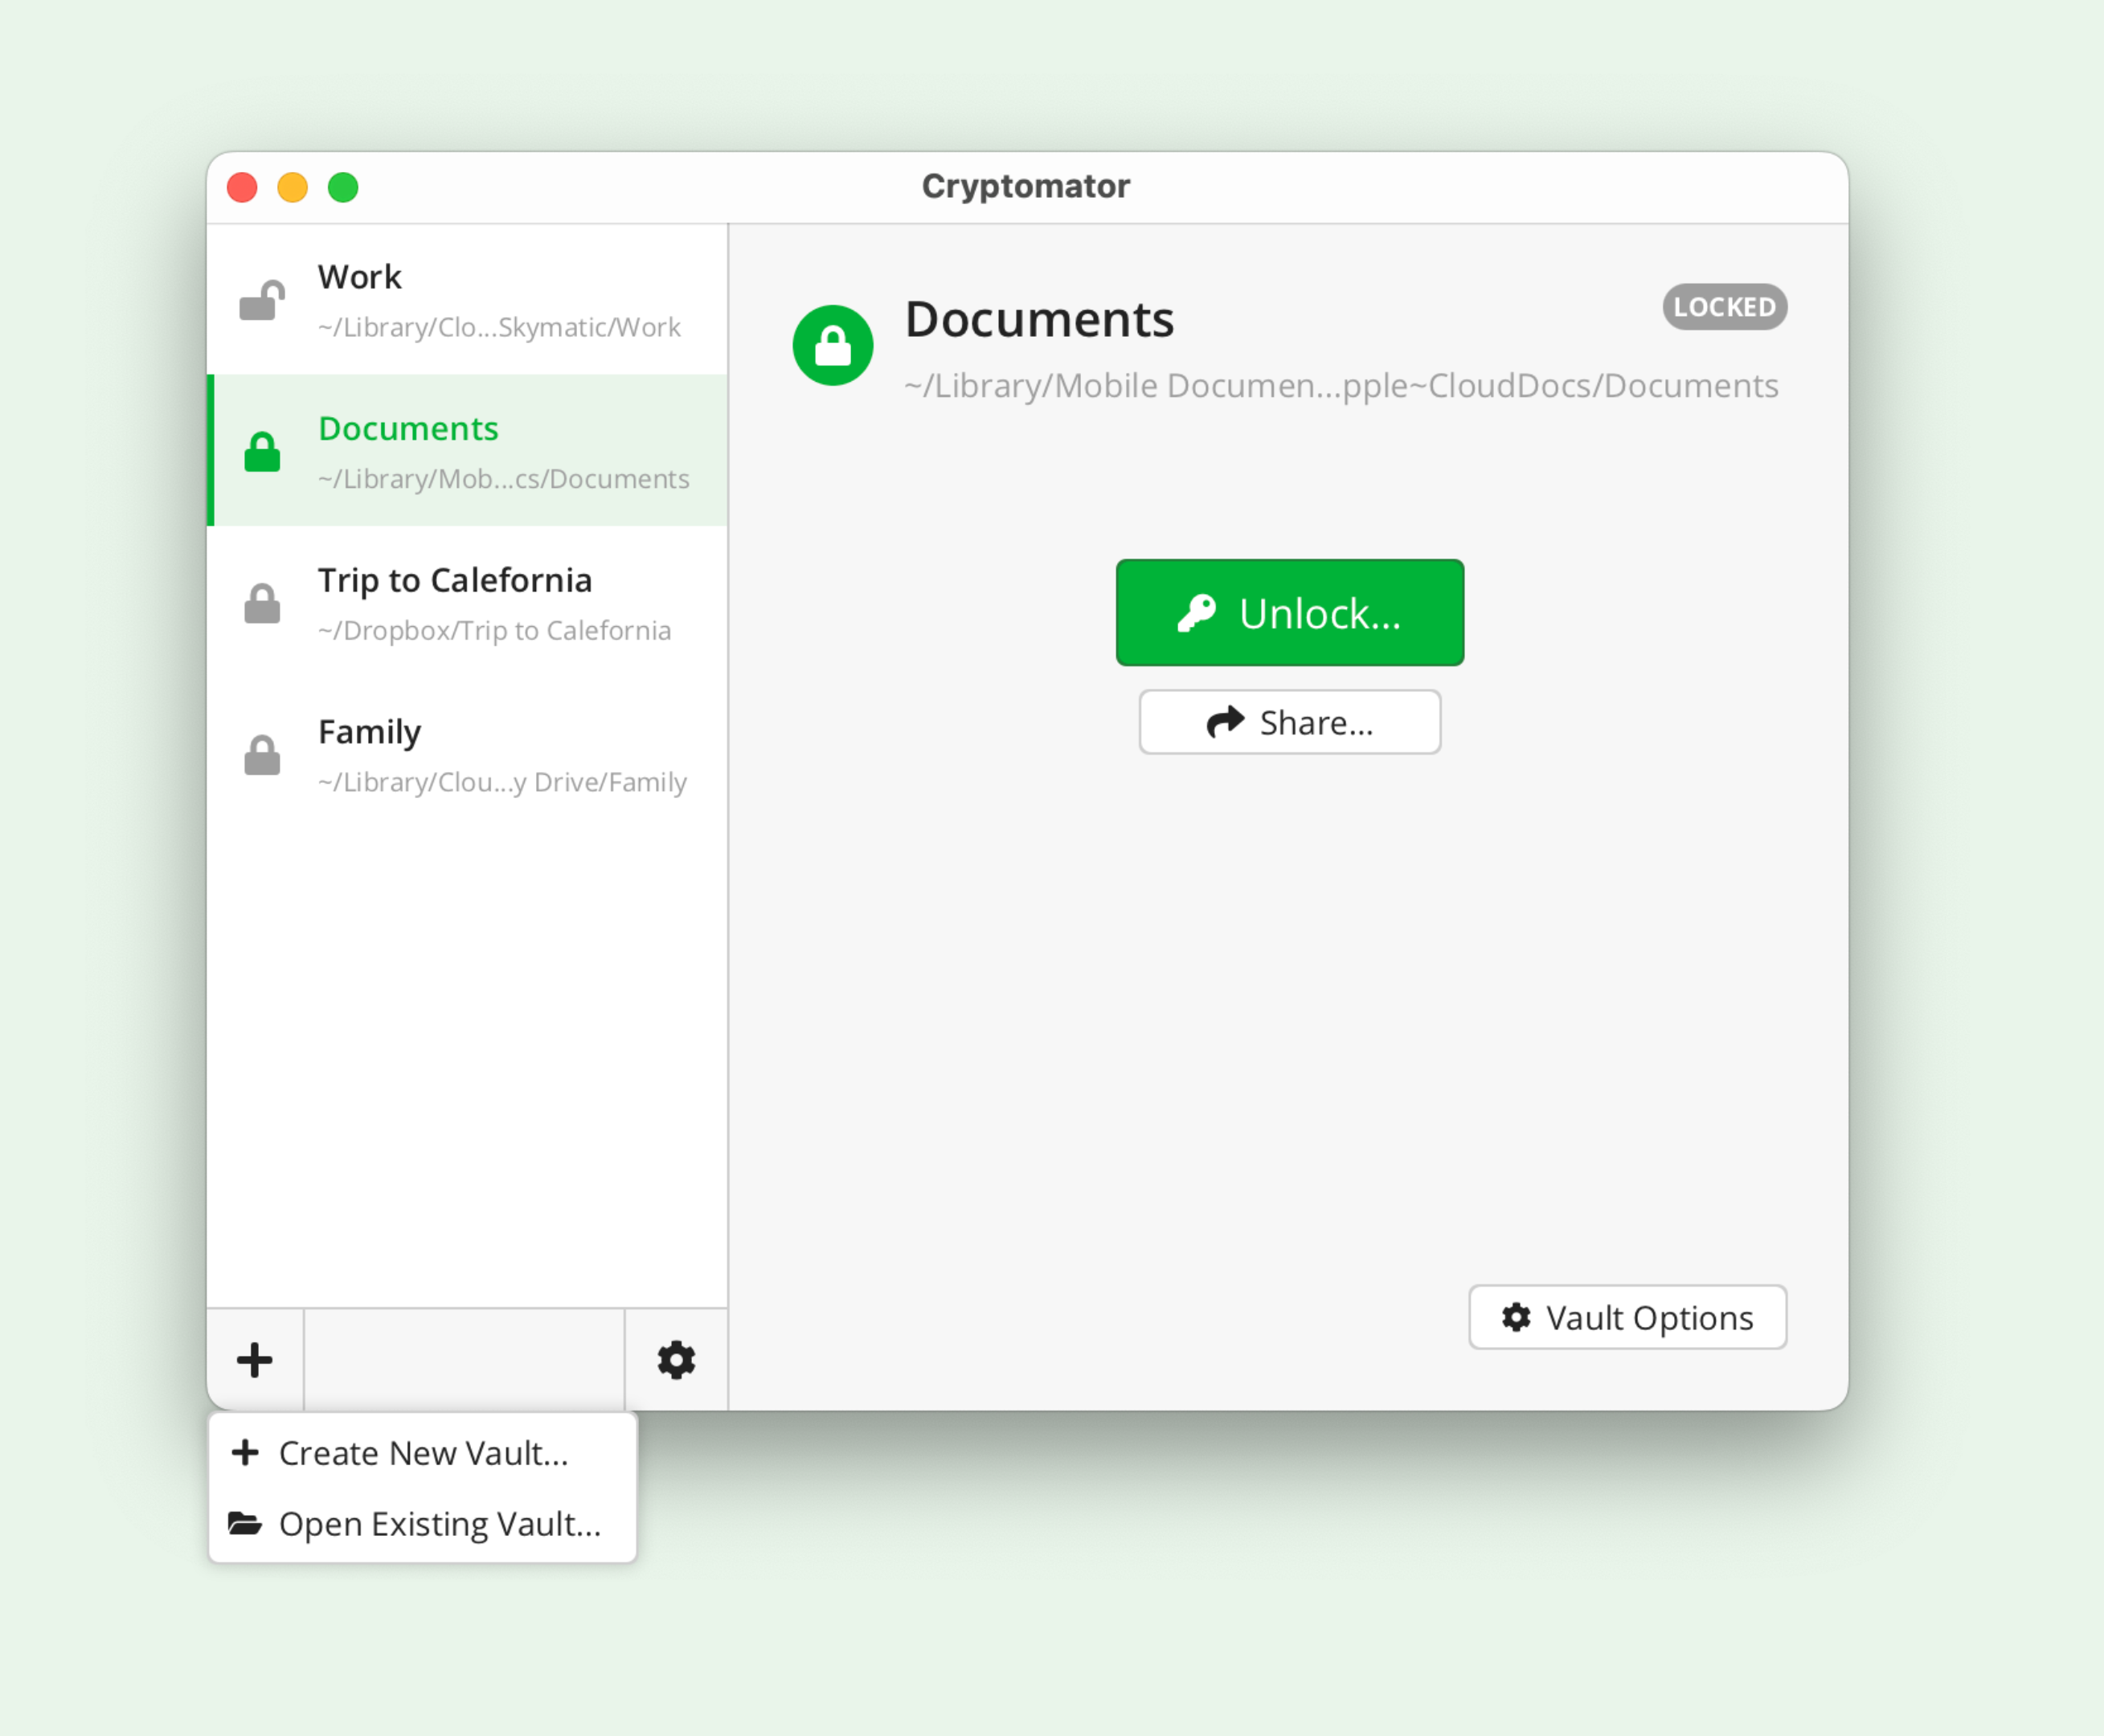 Cryptomator
Work
~/Library/Clo...Skymatic/Work
Documents
~/Library/Mob...cs/Documents
Trip to Calefornia
~/Dropbox/Trip to Calefornia
Family
~/Library/Clou...y Drive/Family
Documents
LOCKED
~/Library/Mobile Documen...pple~CloudDocs/Documents
Unlock...
Share...
Vault Options
Create New Vault...
Open Existing Vault...